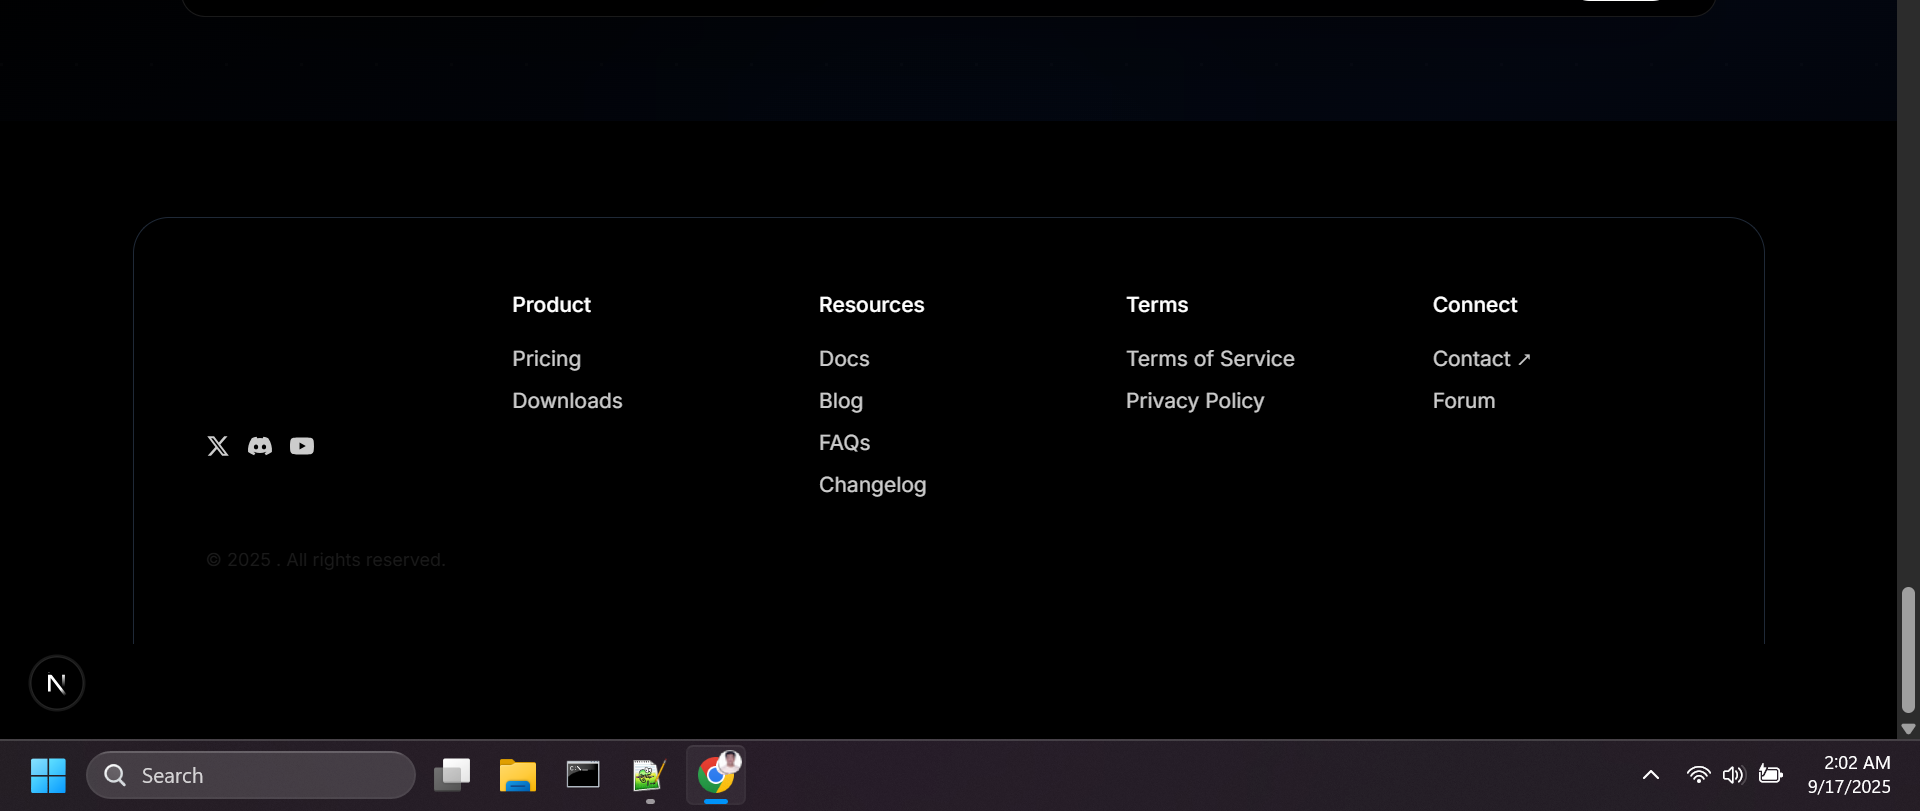 Product
Pricing
Downloads
Resources
Docs
Blog
FAQs
Changelog
Terms
Terms of Service
Privacy Policy
Connect
Contact ↗
Forum
© 2025 . All rights reserved.
N
Search
2:02 AM
9/17/2025